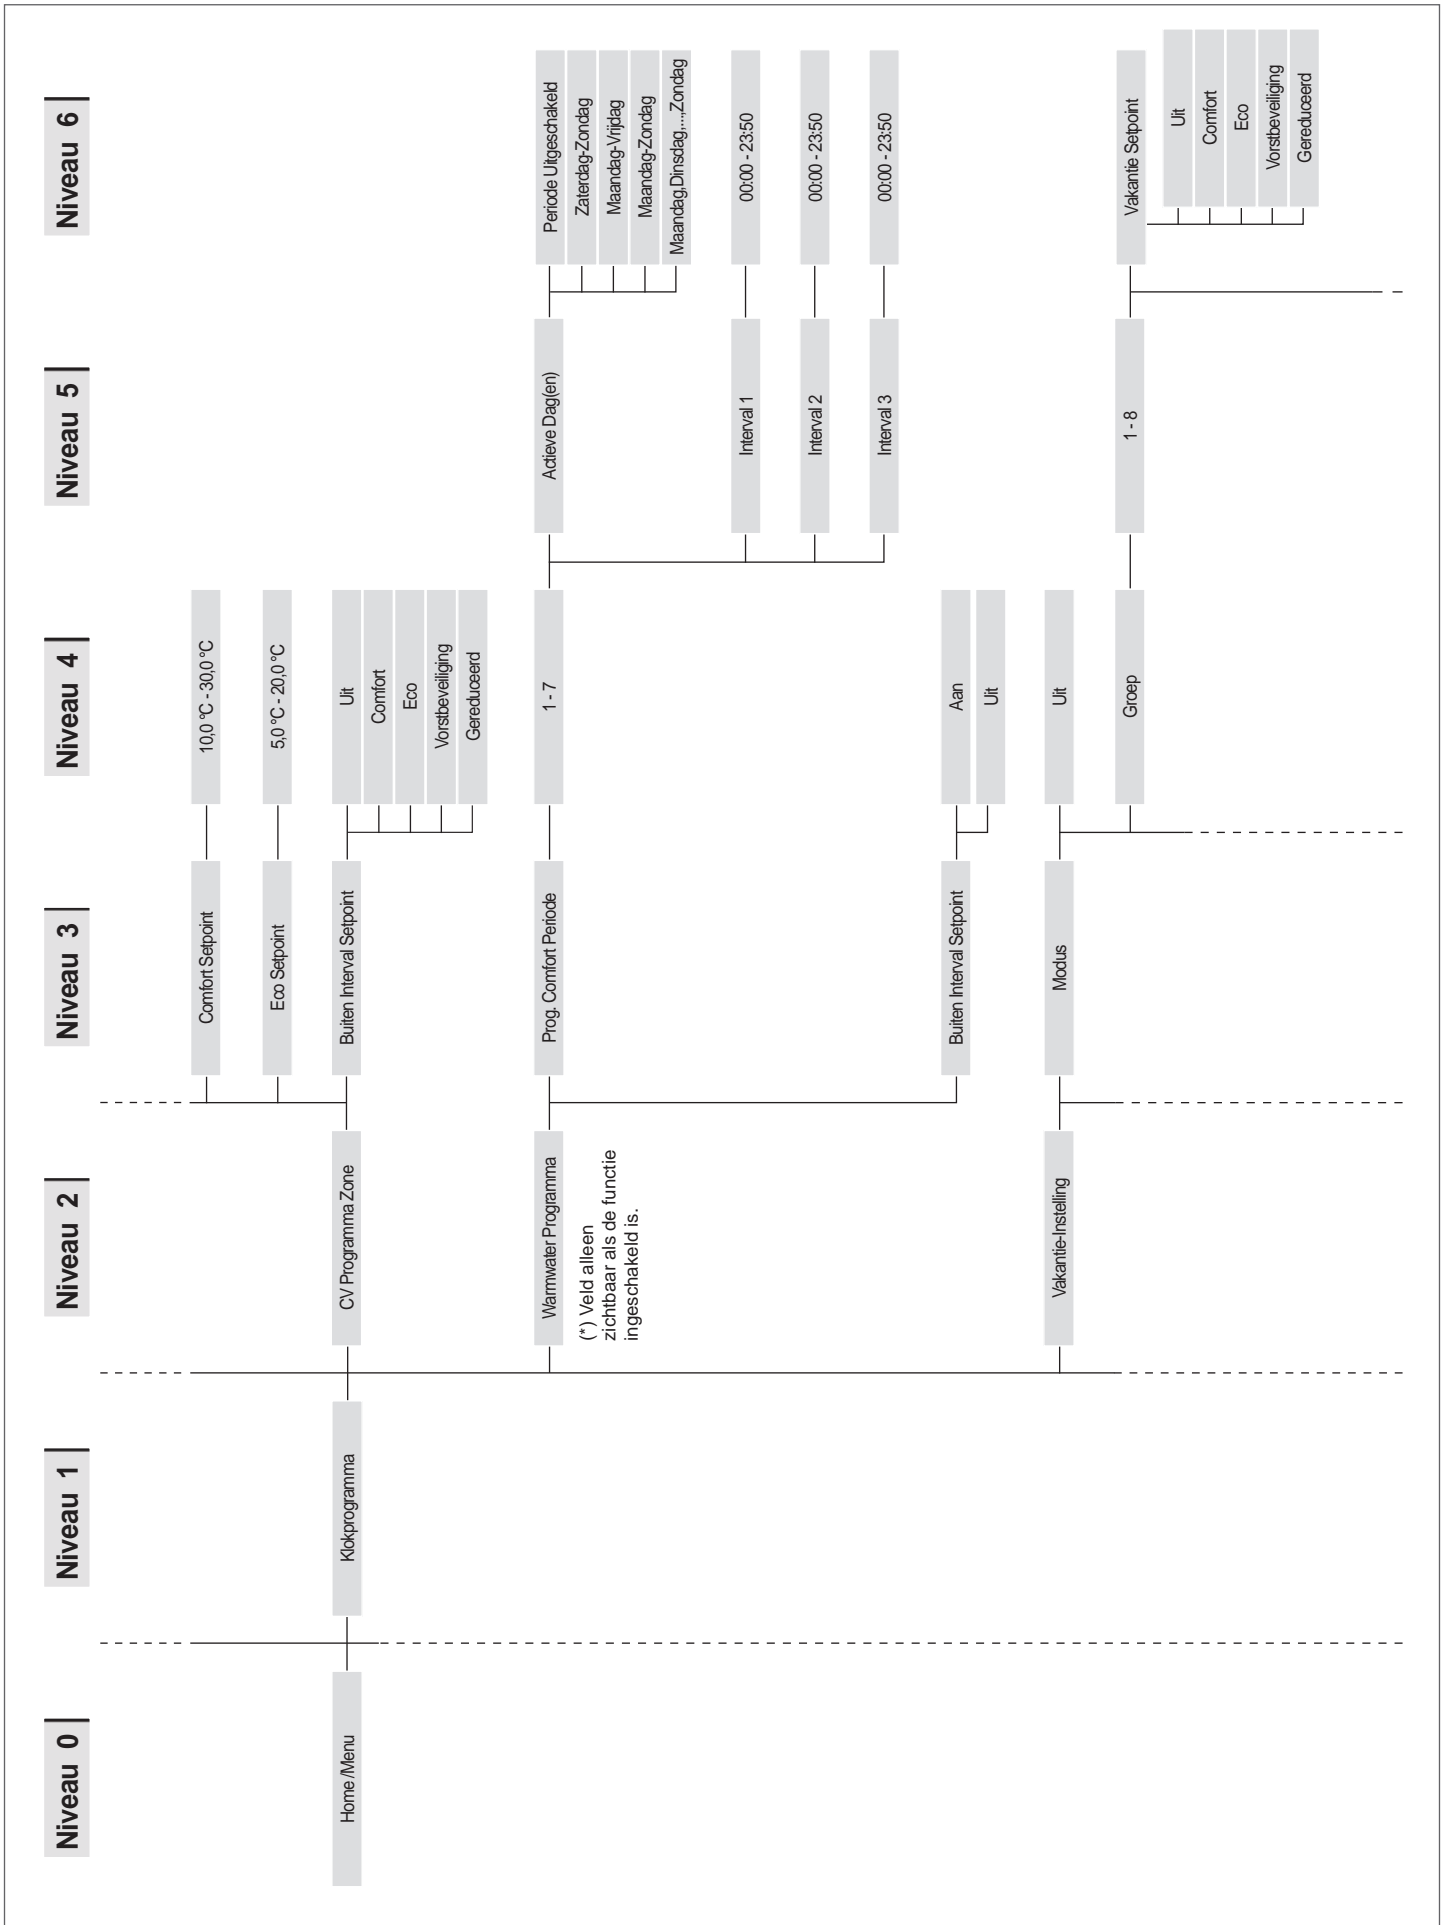 Niveau 0
Niveau 1
Niveau 2
Niveau 3
Niveau 4
Niveau 5
Niveau 6
Comfort Setpoint
10,0 °C - 30,0 °C
Eco Setpoint
5,0 °C - 20,0 °C
Home /Menu
Klokprogramma
CV Programma Zone
Buiten Interval Setpoint
Uit
Comfort
Eco
Vorstbeveiliging
Gereduceerd
Warmwater Programma
(*) Veld alleen
zichtbaar als de functie
ingeschakeld is.
Prog. Comfort Periode
1 - 7
Actieve Dag(en)
Periode Uitgeschakeld
Zaterdag-Zondag
Maandag-Vrijdag
Maandag-Zondag
Maandag,Dinsdag,...,Zondag
Interval 1
00:00 - 23:50
Interval 2
00:00 - 23:50
Interval 3
00:00 - 23:50
Buiten Interval Setpoint
Aan
Uit
Vakantie-Instelling
Modus
Uit
Groep
1 - 8
Vakantie Setpoint
Uit
Comfort
Eco
Vorstbeveiliging
Gereduceerd